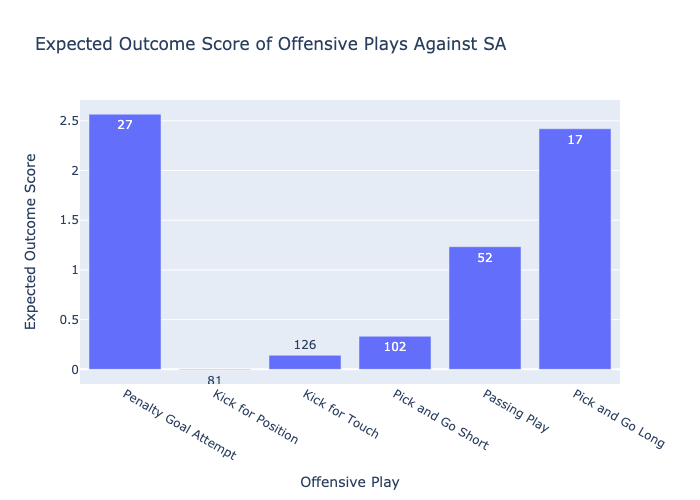 Expected Outcome Score of Offensive Plays Against SA
Expected Outcome Score
2.5
2
1.5
1
0.5
0
27
81
126
102
52
17
Penalty Goal Attempt
Kick for Position
Kick for Touch
Pick and Go Short
Passing Play
Pick and Go Long
Offensive Play